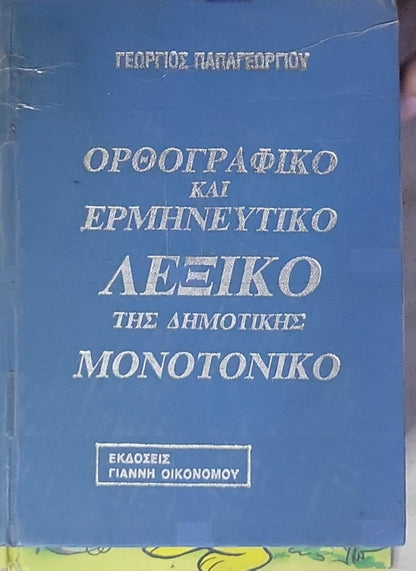 ΓΕΩΡΓΙΟΣ ΠΑΠΑΓΕΩΡΓΙΟΥ
ΟΡΘΟΓΡΑΦΙΚΟ
ΚΑΙ
ΕΡΜΗΝΕΥΤΙΚΟ
ΛΕΞΙΚΟ
ΤΗΣ ΔΗΜΟΤΙΚΗΣ
ΜΟΝΟΤΟΝΙΚΟ
ΕΚΔΟΣΕΙΣ
ΓΙΑΝΝΗ ΟΙΚΟΝΟΜΟΥ